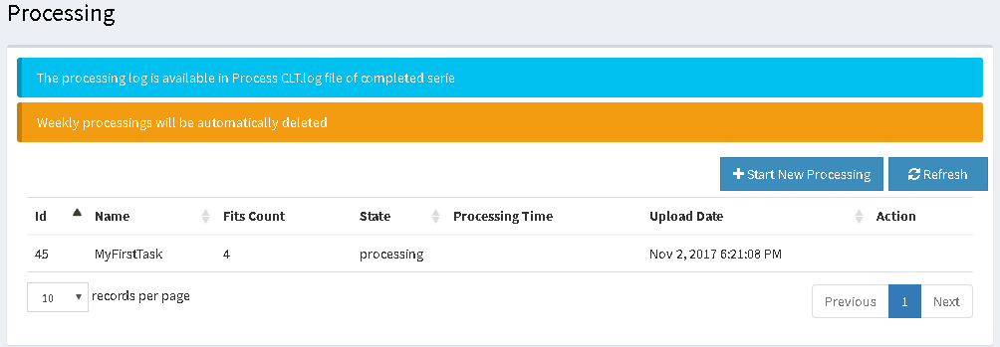 Processing
The processing log is available in Process CLT.log file of completed serie
Weekly processings will be automatically deleted
Start New Processing Refresh
Id Name Fits Count State Processing Time Upload Date Action
45 MyFirstTask 4 processing Nov 2, 2017 6:21:08 PM
10 records per page Previous 1 Next